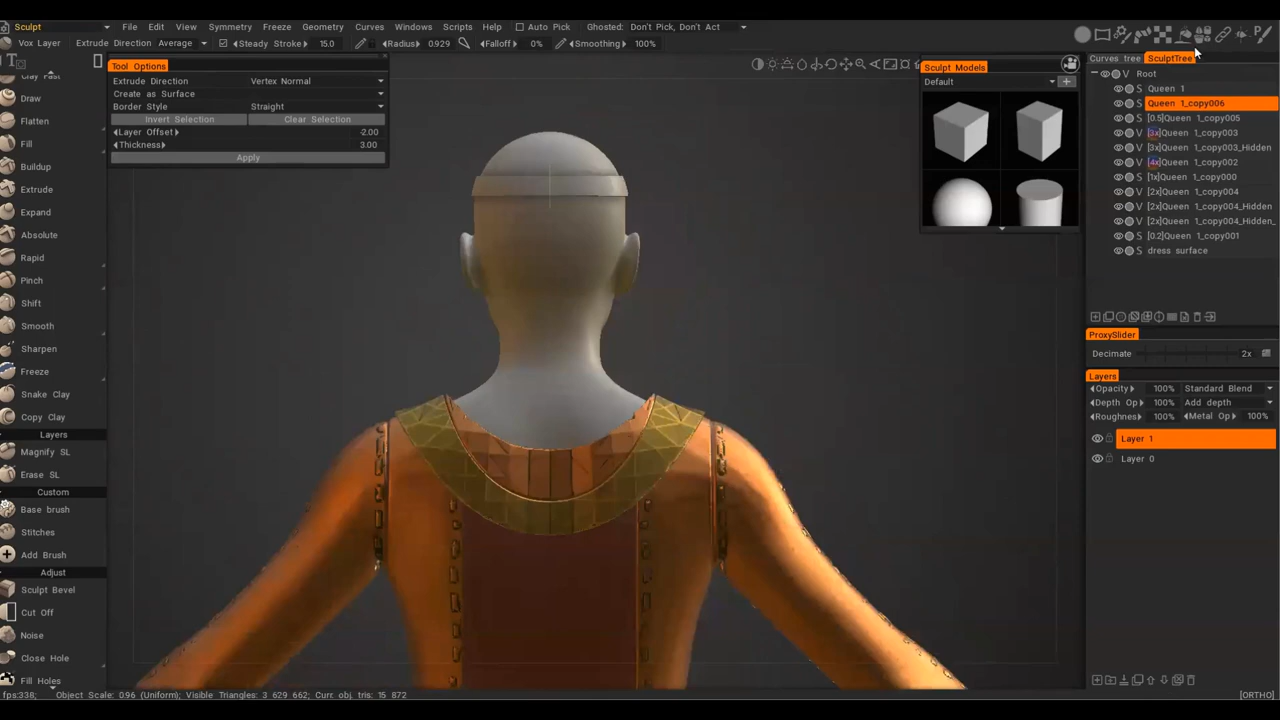 Sculpt File Edit View Symmetry Freeze Geometry Curves Windows Scripts Help Auto Pick Ghosted: Don't Pick, Don't Act
Vox Layer Extrude Direction Average Steady Stroke 15.0 Radius 0.929 Falloff 0% Smoothing 100%
Clay Fast
Draw
Flatten
Fill
Buildup
Extrude
Expand
Absolute
Rapid
Pinch
Shift
Smooth
Sharpen
Freeze
Snake Clay
Copy Clay
Layers
Magnify SL
Erase SL
Custom
Base brush
Stitches
Add Brush
Adjust
Sculpt Bevel
Cut Off
Noise
Close Hole
Fill Holes
Tool Options
Extrude Direction Vertex Normal
Create as Surface
Border Style Straight
Invert Selection Clear Selection
Layer Offset -2.00
Thickness 3.00
Apply
Sculpt Models
Default
Curves tree SculptTree
Root
S Queen 1
S Queen 1_copy006
S [0.5]Queen 1_copy005
V [3x]Queen 1_copy003
V [3x]Queen 1_copy003_Hidden
V [4x]Queen 1_copy002
S [1x]Queen 1_copy000
V [2x]Queen 1_copy004
V [2x]Queen 1_copy004_Hidden
V [2x]Queen 1_copy004_Hidden_
S [0.2]Queen 1_copy001
S dress surface
ProxySlider
Decimate 2x
Layers
Opacity 100% Standard Blend
Depth Op 100% Add depth
Roughness 100% Metal Op 100%
Layer 1
Layer 0
fps:338; Object Scale: 0.96 (Uniform); Visible Triangles: 3 629 662; Curr. obj. tris: 15 872 [ORTHO]